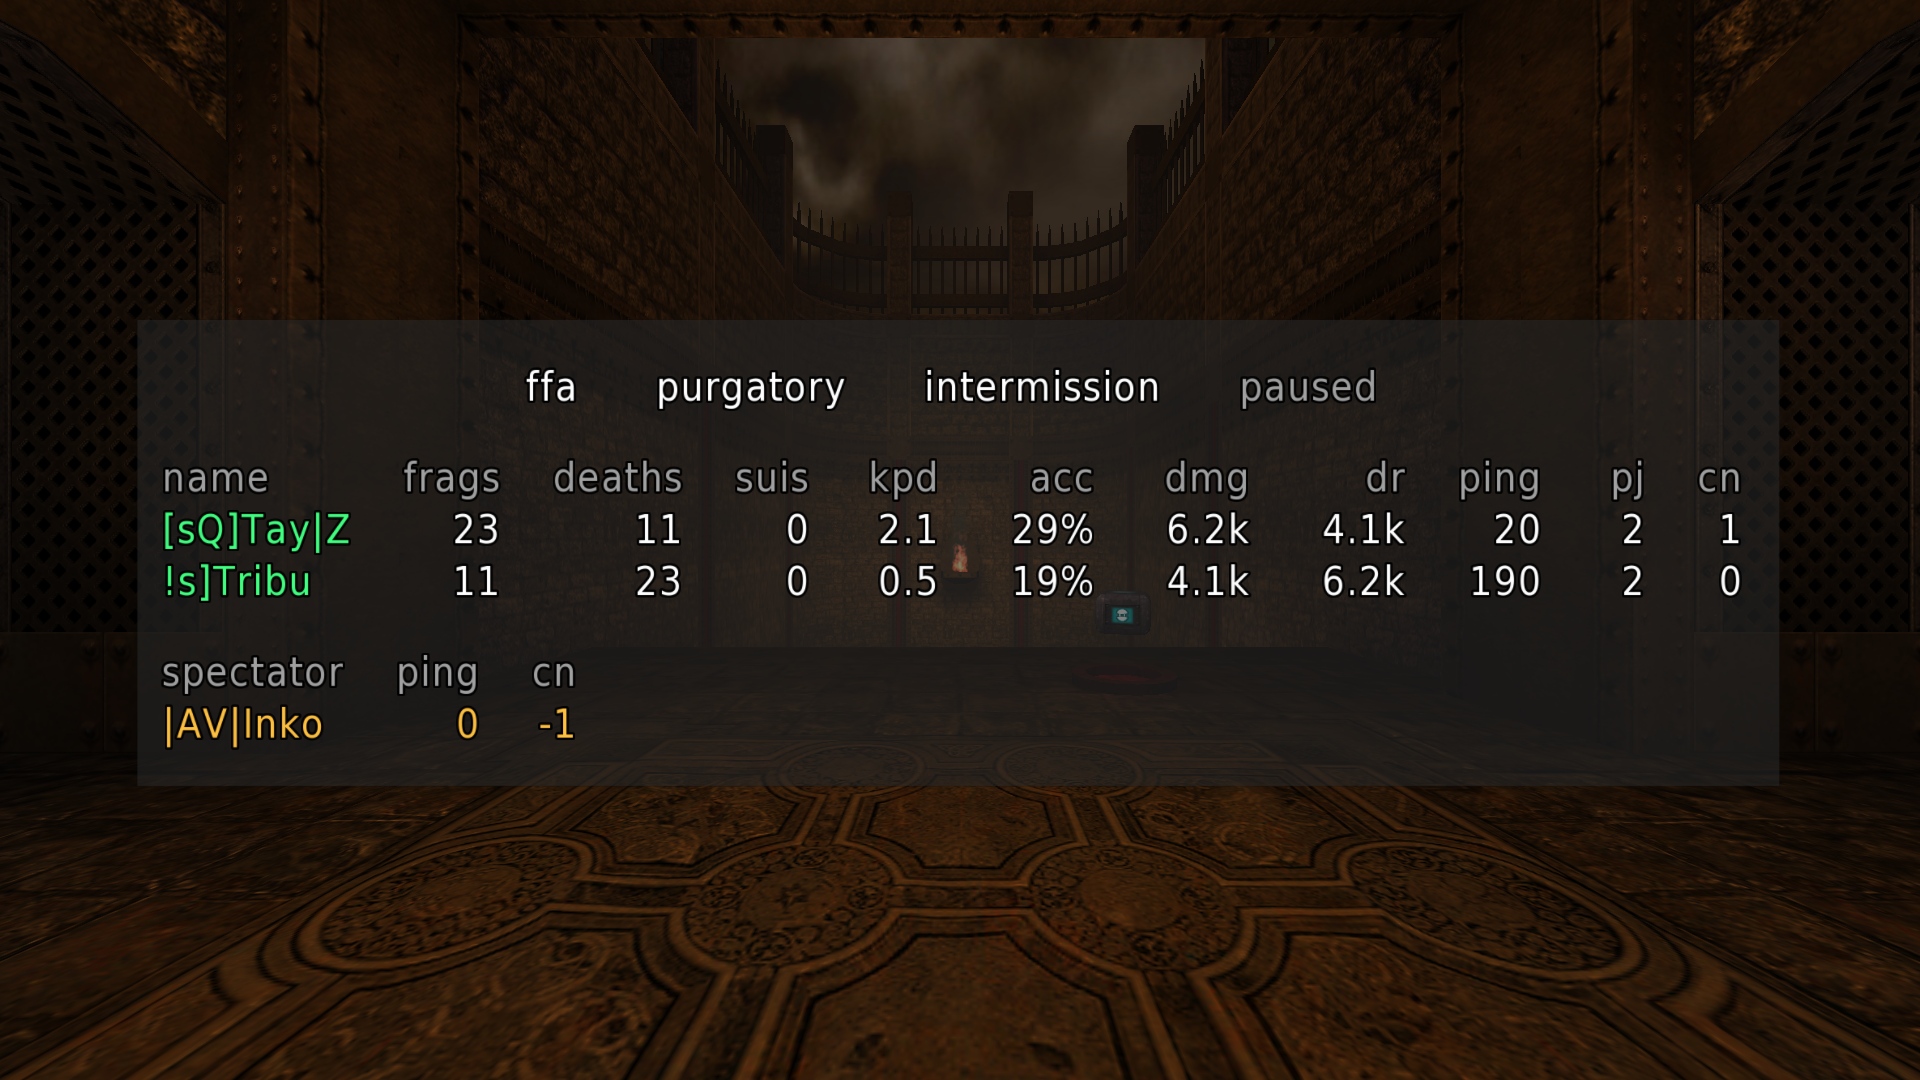 ffa purgatory intermission paused
name frags deaths suis kpd acc dmg dr ping pj cn
[sQ]Tay|Z 23 11 0 2.1 29% 6.2k 4.1k 20 2 1
!s]Tribu 11 23 0 0.5 19% 4.1k 6.2k 190 2 0
spectator ping cn
|AV|Inko 0 -1